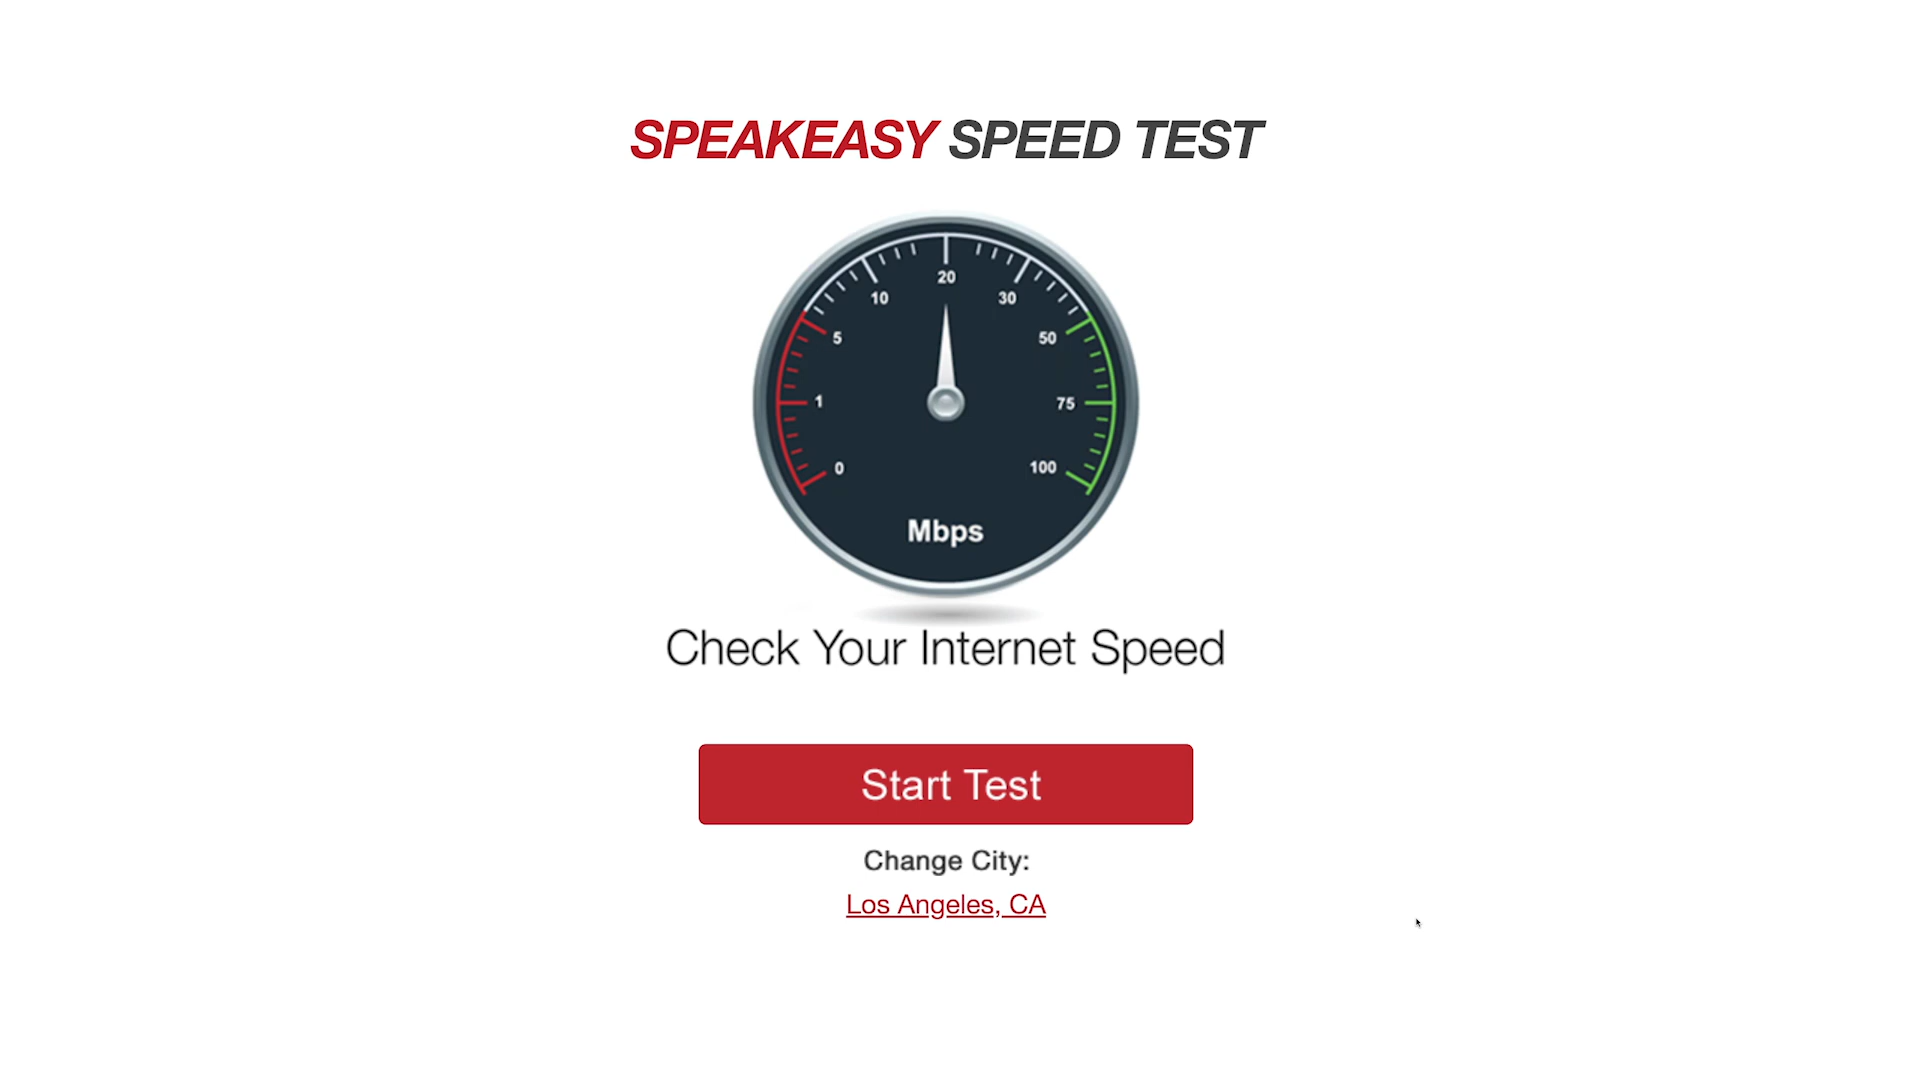 SPEAKEASY SPEED TEST
20
10 30
5 50
1 75
0 100
Mbps
Check Your Internet Speed
Start Test
Change City:
Los Angeles, CA